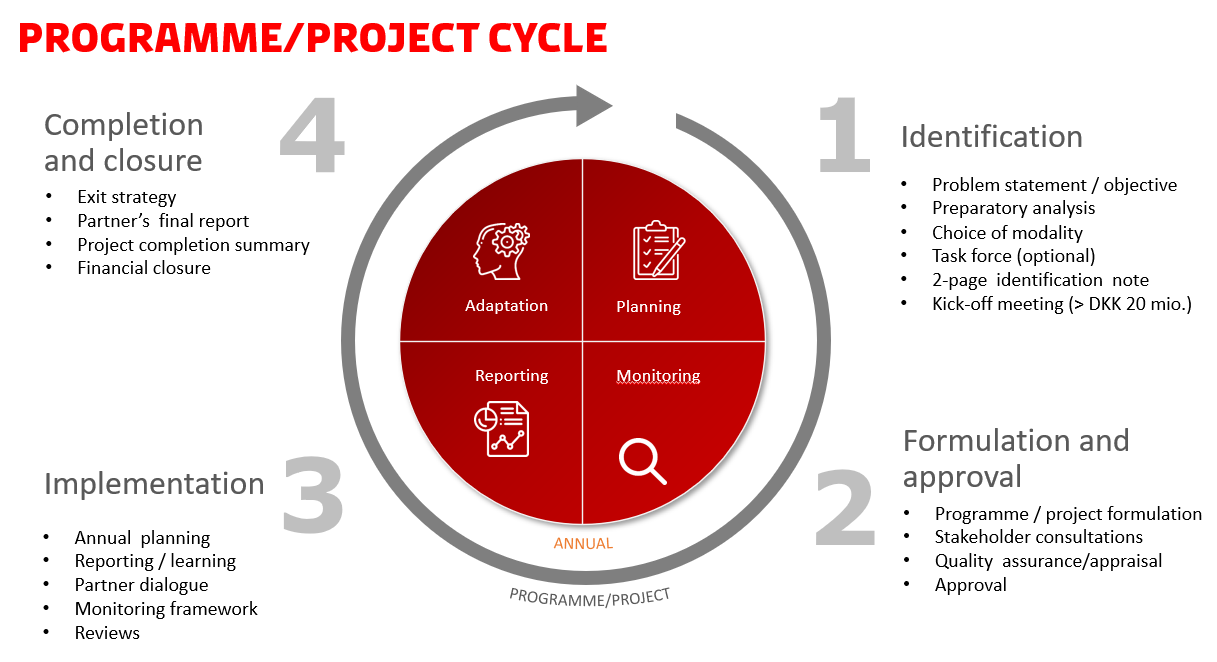 PROGRAMME/PROJECT CYCLE
4
Completion
and closure
• Exit strategy
• Partner's final report
• Project completion summary
• Financial closure
1
Identification
• Problem statement / objective
• Preparatory analysis
• Choice of modality
• Task force (optional)
• 2-page identification note
• Kick-off meeting (> DKK 20 mio.)
Adaptation
Planning
Reporting
Monitoring
ANNUAL
PROGRAMME/PROJECT
3
Implementation
• Annual planning
• Reporting / learning
• Partner dialogue
• Monitoring framework
• Reviews
2
Formulation and
approval
• Programme / project formulation
• Stakeholder consultations
• Quality assurance/appraisal
• Approval